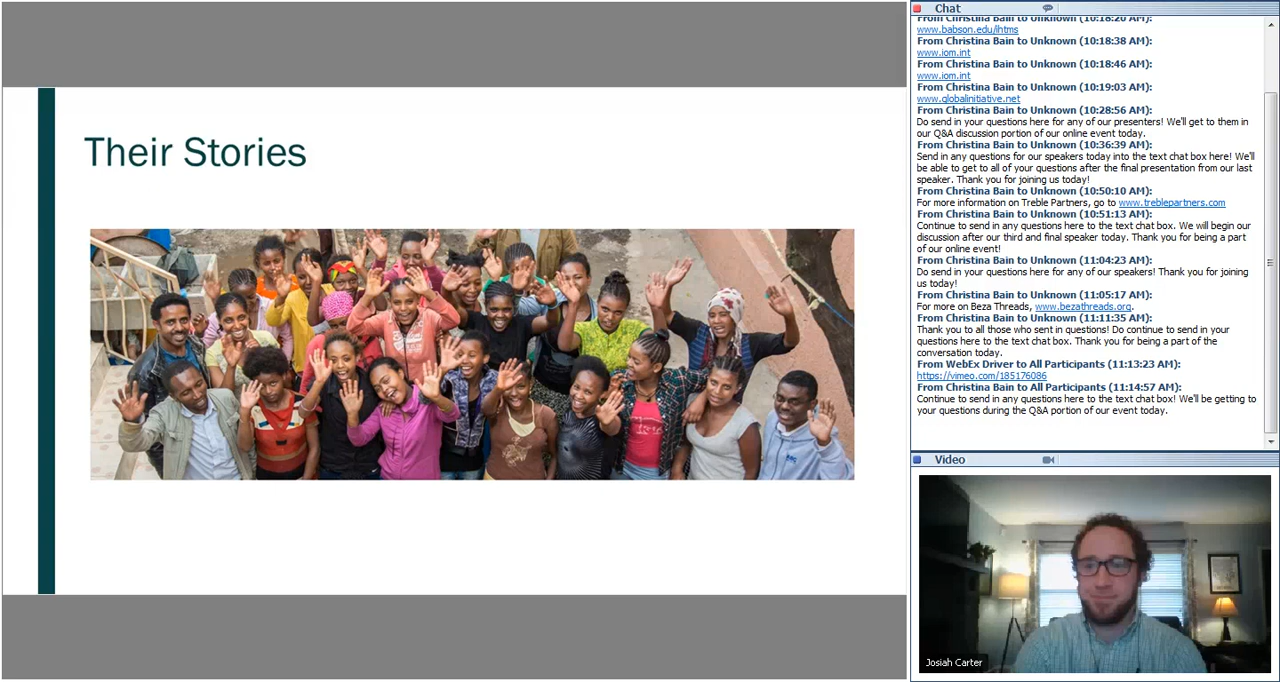 Their Stories
Chat
From Christina Bain to Unknown (10:18:20 AM):
www.babson.edu/ihtms
From Christina Bain to Unknown (10:18:38 AM):
www.iom.int
From Christina Bain to Unknown (10:18:46 AM):
www.iom.int
From Christina Bain to Unknown (10:19:03 AM):
www.globalinitiative.net
From Christina Bain to Unknown (10:28:56 AM):
Do send in your questions here for any of our presenters! We'll get to them in
our Q&A discussion portion of our online event today.
From Christina Bain to Unknown (10:36:39 AM):
Send in any questions for our speakers today into the text chat box here! We'll
be able to get to all of your questions after the final presentation from our last
speaker. Thank you for joining us today!
From Christina Bain to Unknown (10:50:10 AM):
For more information on Treble Partners, go to www.treblepartners.com
From Christina Bain to Unknown (10:51:13 AM):
Continue to send in any questions here to the text chat box. We will begin our
discussion after our third and final speaker today. Thank you for being a part
of our online event!
From Christina Bain to Unknown (11:04:23 AM):
Do send in your questions here for any of our speakers! Thank you for joining
us today!
From Christina Bain to Unknown (11:05:17 AM):
For more on Beza Threads, www.bezathreads.org.
From Christina Bain to Unknown (11:11:35 AM):
Thank you to all those who sent in questions! Do continue to send in your
questions here to the text chat box. Thank you for being a part of the
conversation today.
From WebEx Driver to All Participants (11:13:23 AM):
https://vimeo.com/185176086
From Christina Bain to All Participants (11:14:57 AM):
Continue to send in your questions to the text chat box! We'll be getting to
your questions during the Q&A portion of our event today.
Video
Josiah Carter